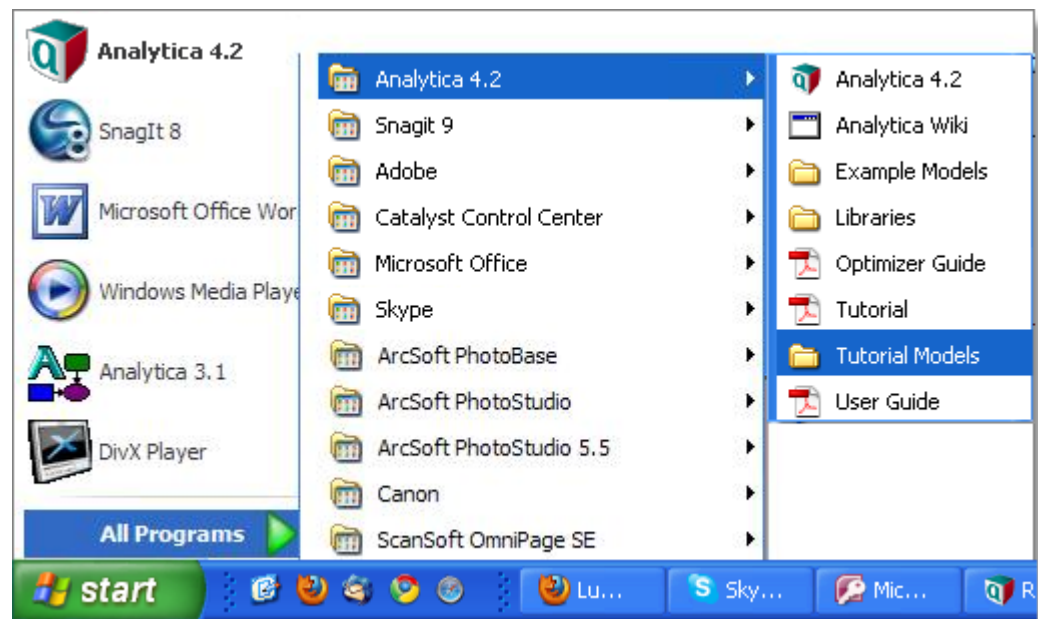 Analytica 4.2
SnagIt 8
Microsoft Office Wor
Windows Media Playe
Analytica 3.1
DivX Player
All Programs
Analytica 4.2
Snagit 9
Adobe
Catalyst Control Center
Microsoft Office
Skype
ArcSoft PhotoBase
ArcSoft PhotoStudio
ArcSoft PhotoStudio 5.5
Canon
ScanSoft OmniPage SE
Analytica 4.2
Analytica Wiki
Example Models
Libraries
Optimizer Guide
Tutorial
Tutorial Models
User Guide
start
Lu...
Sky...
Mic...
R